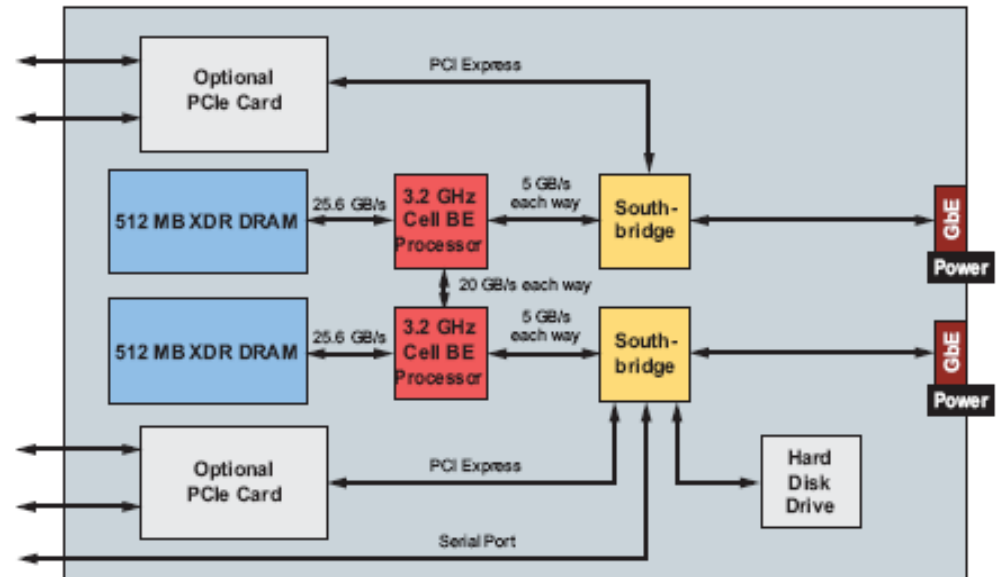 PCI Express
Optional
PCIe Card
512 MB XDR DRAM
25.6 GB/s
3.2 GHz
Cell BE
Processor
5 GB/s
each way
South-
bridge
GbE
Power
20 GB/s each way
512 MB XDR DRAM
25.6 GB/s
3.2 GHz
Cell BE
Processor
5 GB/s
each way
South-
bridge
GbE
Power
Optional
PCIe Card
PCI Express
Hard
Disk
Drive
Serial Port